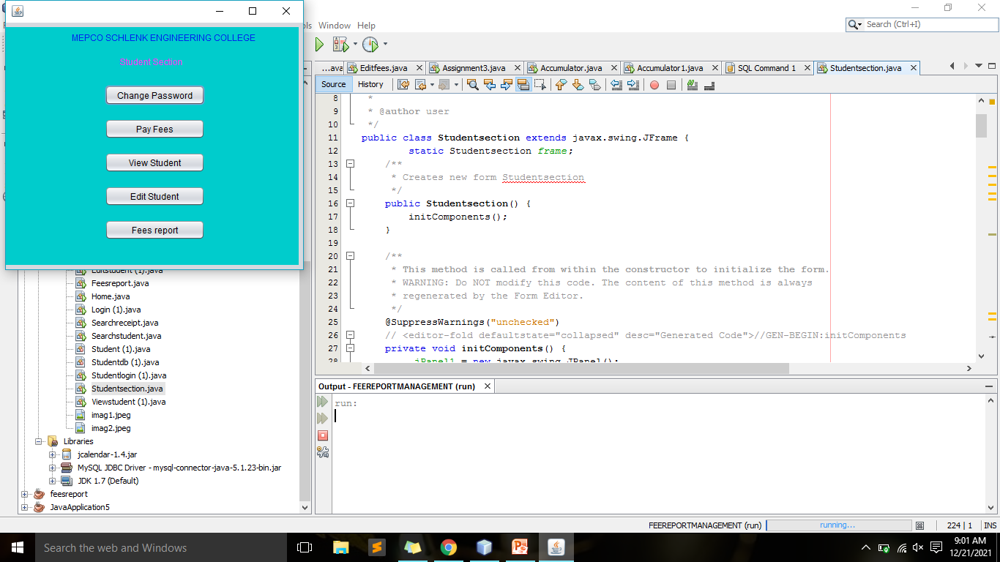 MEPCO SCHLENK ENGINEERING COLLEGE
Student Section
Change Password
Pay Fees
View Student
Edit Student
Fees report
Window Help
Search (Ctrl+I)
...ava Editfees.java Assignment3.java Accumulator.java Accumulator1.java SQL Command 1 Studentsection.java
Source History
8 *
9 * @author user
10 */
11 public class Studentsection extends javax.swing.JFrame {
12 static Studentsection frame;
13 /**
14 * Creates new form Studentsection
15 */
16 public Studentsection() {
17 initComponents();
18 }
19
20 /**
21 * This method is called from within the constructor to initialize the form.
22 * WARNING: Do NOT modify this code. The content of this method is always
23 * regenerated by the Form Editor.
24 */
25 @SuppressWarnings("unchecked")
26 // <editor-fold defaultstate="collapsed" desc="Generated Code">//GEN-BEGIN:initComponents
27 private void initComponents() {
28 jPanel1 = new javax.swing.JPanel();
Editstudent (1).java
Feesreport.java
Home.java
Login (1).java
Searchreceipt.java
Searchstudent.java
Student (1).java
Studentdb (1).java
Studentlogin (1).java
Studentsection.java
Viewstudent (1).java
imag1.jpeg
imag2.jpeg
Libraries
jcalendar-1.4.jar
MySQL JDBC Driver - mysql-connector-java-5.1.23-bin.jar
JDK 1.7 (Default)
feesreport
JavaApplication5
Output - FEEREPORTMANAGEMENT (run)
run:
FEEREPORTMANAGEMENT (run) running... 224 | 1 INS
Search the web and Windows
9:01 AM
12/21/2021